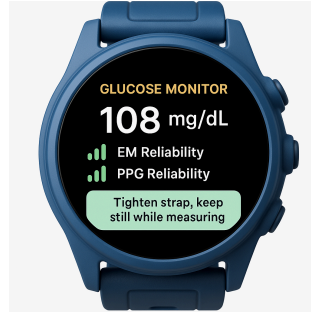 GLUCOSE MONITOR
108 mg/dL
EM Reliability
PPG Reliability
Tighten strap, keep
still while measuring